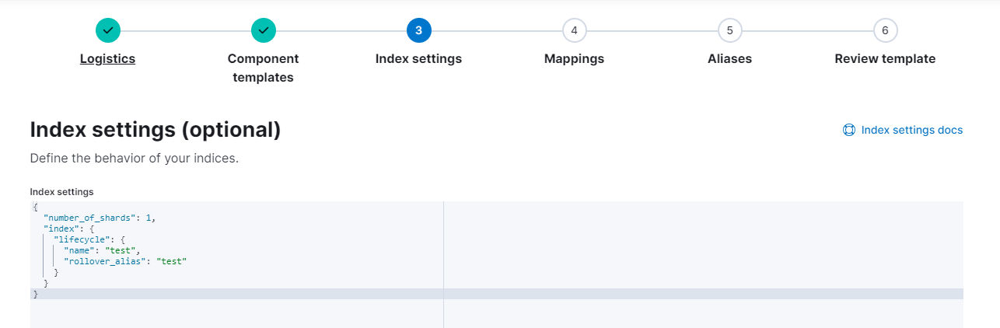 3 4 5 6
Logistics Component templates Index settings Mappings Aliases Review template
Index settings (optional)
Index settings docs
Define the behavior of your indices.
Index settings
{
  "number_of_shards": 1,
  "index": {
    "lifecycle": {
      "name": "test",
      "rollover_alias": "test"
    }
  }
}